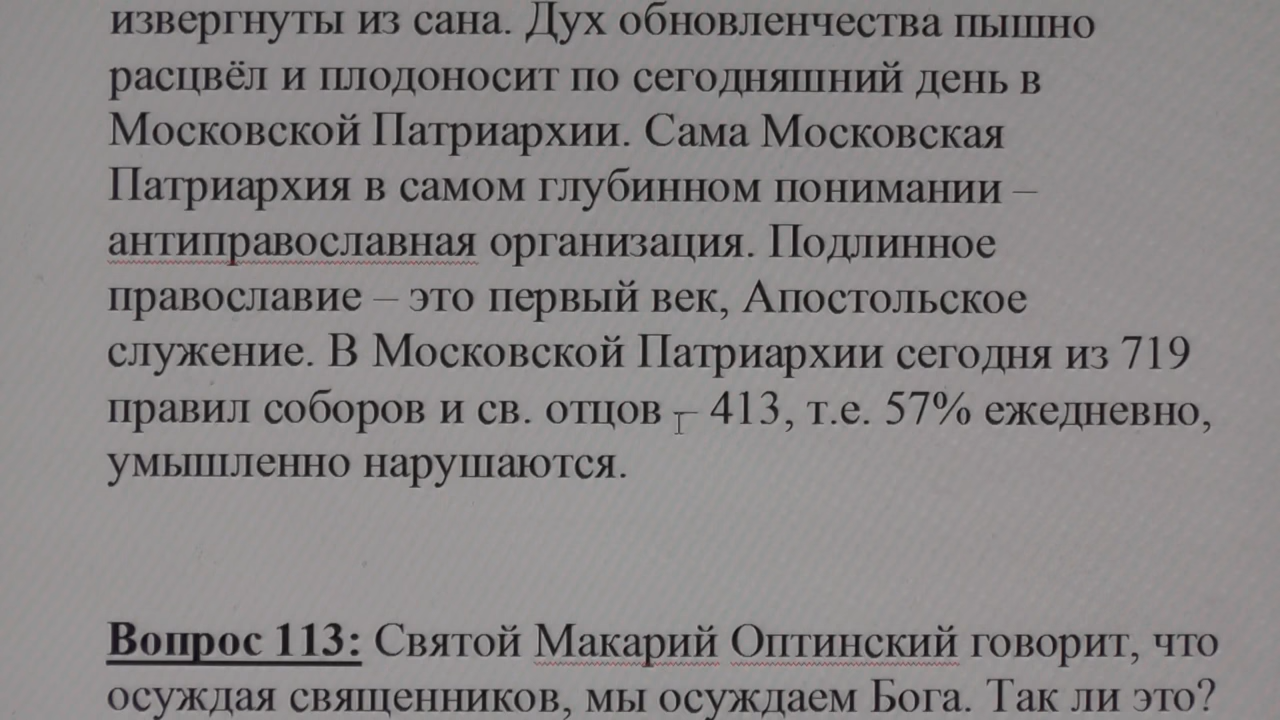 извергнуты из сана. Дух обновленчества пышно
расцвёл и плодоносит по сегодняшний день в
Московской Патриархии. Сама Московская
Патриархия в самом глубинном понимании –
антиправославная организация. Подлинное
православие – это первый век, Апостольское
служение. В Московской Патриархии сегодня из 719
правил соборов и св. отцов – 413, т.е. 57% ежедневно,
умышленно нарушаются.
Вопрос 113: Святой Макарий Оптинский говорит, что
осуждая священников, мы осуждаем Бога. Так ли это?